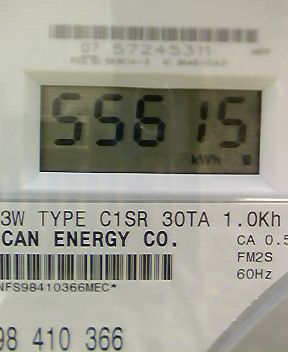 07 57245311
55615
kWh
3W TYPE C1SR 30TA 1.0Kh
CAN ENERGY CO.
CA 0.5
FM2S
60Hz
NFS98410366MEC*
98 410 366